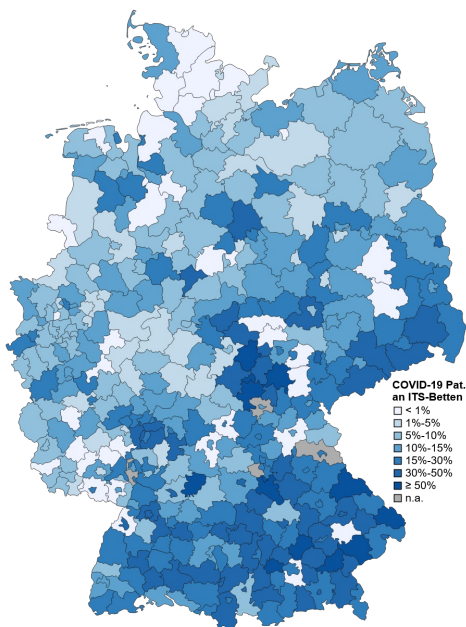 COVID-19 Pat.
an ITS-Betten
< 1%
1%-5%
5%-10%
10%-15%
15%-30%
30%-50%
≥ 50%
n.a.